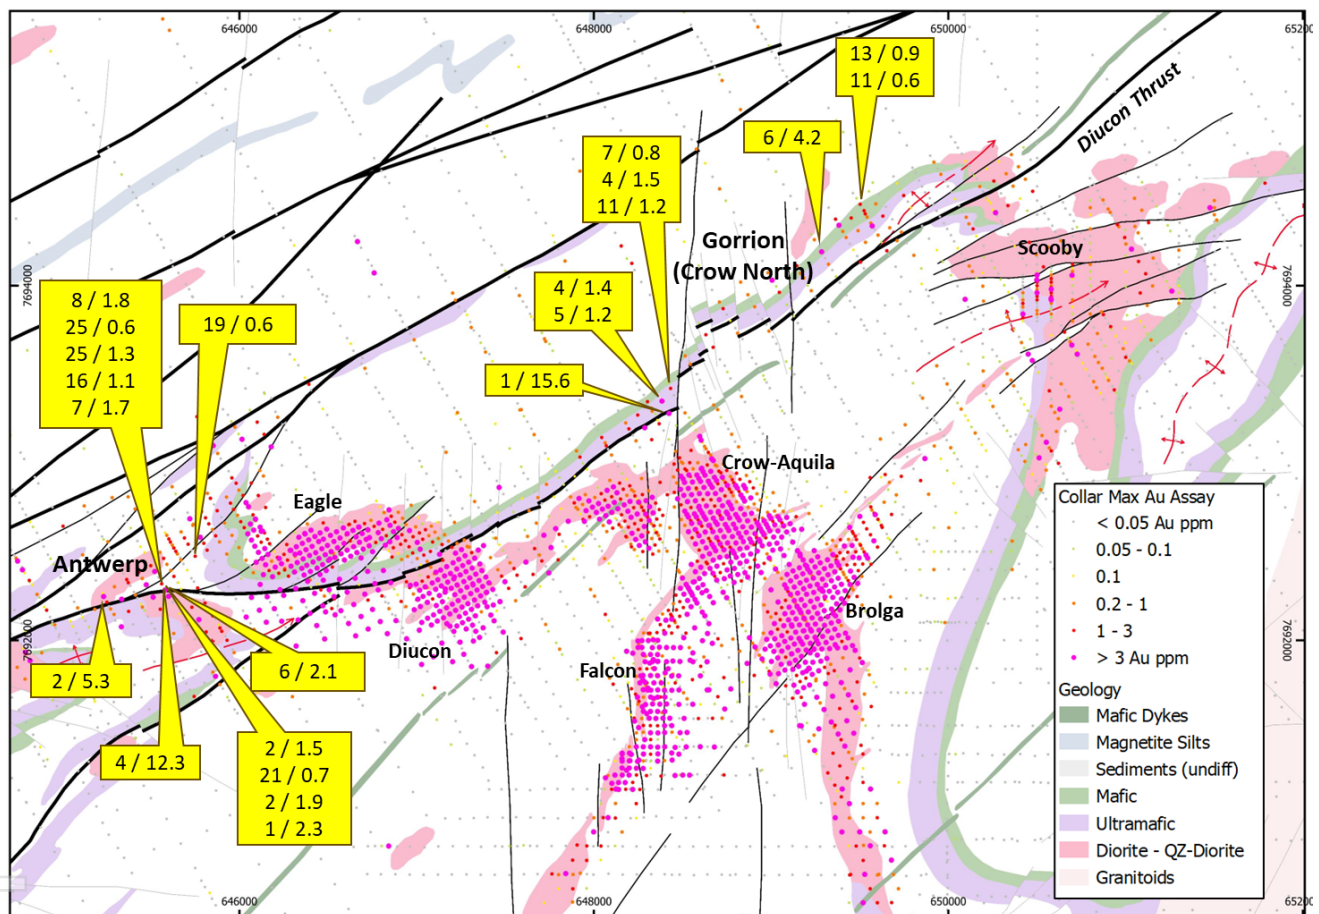 646000
648000
650000
652000
13 / 0.9
11 / 0.6
Diucon Thrust
6 / 4.2
7 / 0.8
4 / 1.5
11 / 1.2
Gorrion
(Crow North)
Scooby
7694000
7694000
8 / 1.8
25 / 0.6
25 / 1.3
16 / 1.1
7 / 1.7
19 / 0.6
4 / 1.4
5 / 1.2
1 / 15.6
Crow-Aquila
Eagle
Antwerp
Brolga
Diucon
Falcon
7692000
7692000
2 / 5.3
6 / 2.1
4 / 12.3
2 / 1.5
21 / 0.7
2 / 1.9
1 / 2.3
Collar Max Au Assay
< 0.05 Au ppm
0.05 - 0.1
0.1
0.2 - 1
1 - 3
> 3 Au ppm
Geology
Mafic Dykes
Magnetite Silts
Sediments (undiff)
Mafic
Ultramafic
Diorite - QZ-Diorite
Granitoids
646000
648000
650000